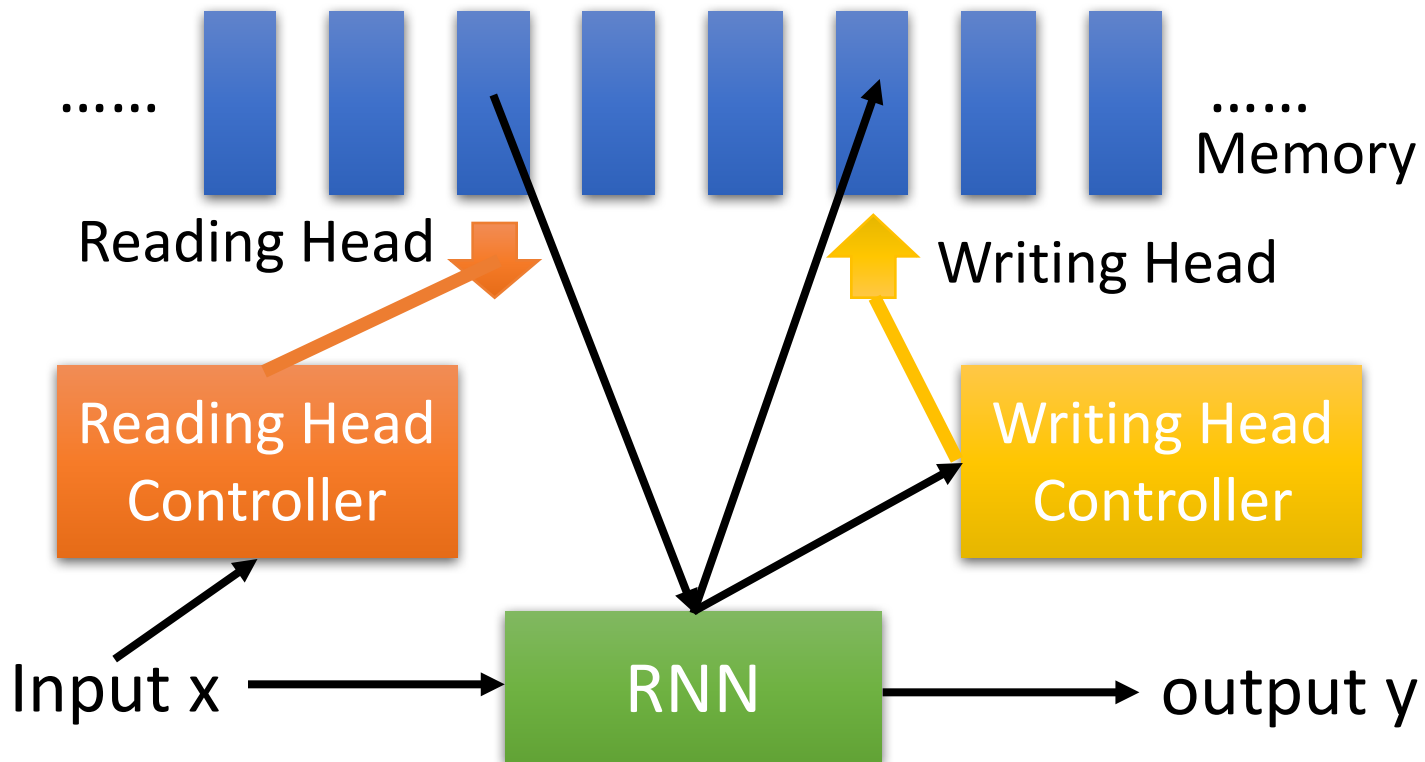 …… ……
Memory
Reading Head
Writing Head
Reading Head
Controller
Writing Head
Controller
Input x
RNN
output y